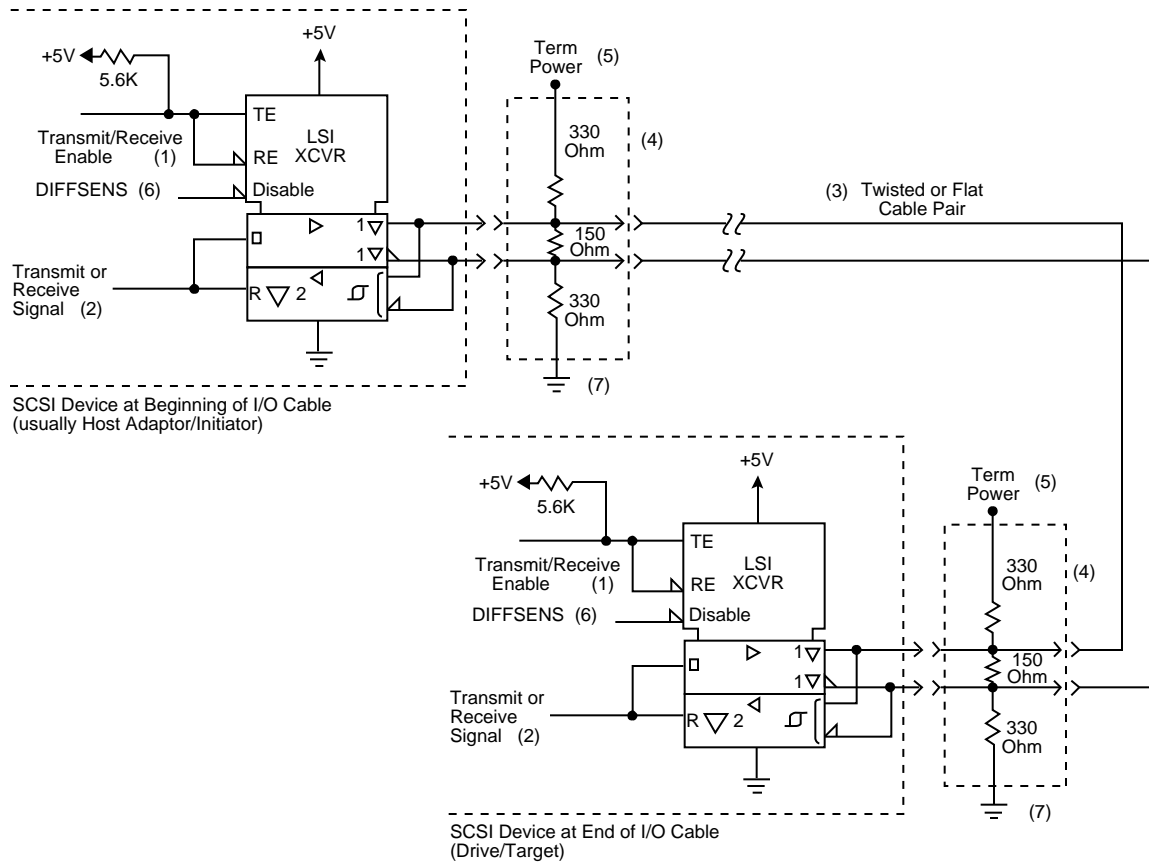 +5V
+5V
5.6K
TE
LSI
XCVR
Transmit/Receive
Enable (1)
RE
DIFFSENS (6)
Disable
1
1
Transmit or
Receive
Signal (2)
R
2
Term
Power (5)
330
Ohm
(4)
150
Ohm
330
Ohm
(7)
(3) Twisted or Flat
Cable Pair
SCSI Device at Beginning of I/O Cable
(usually Host Adaptor/Initiator)
+5V
+5V
5.6K
TE
LSI
XCVR
Transmit/Receive
Enable (1)
RE
DIFFSENS (6)
Disable
1
1
Transmit or
Receive
Signal (2)
R
2
Term
Power (5)
330
Ohm
(4)
150
Ohm
330
Ohm
(7)
SCSI Device at End of I/O Cable
(Drive/Target)